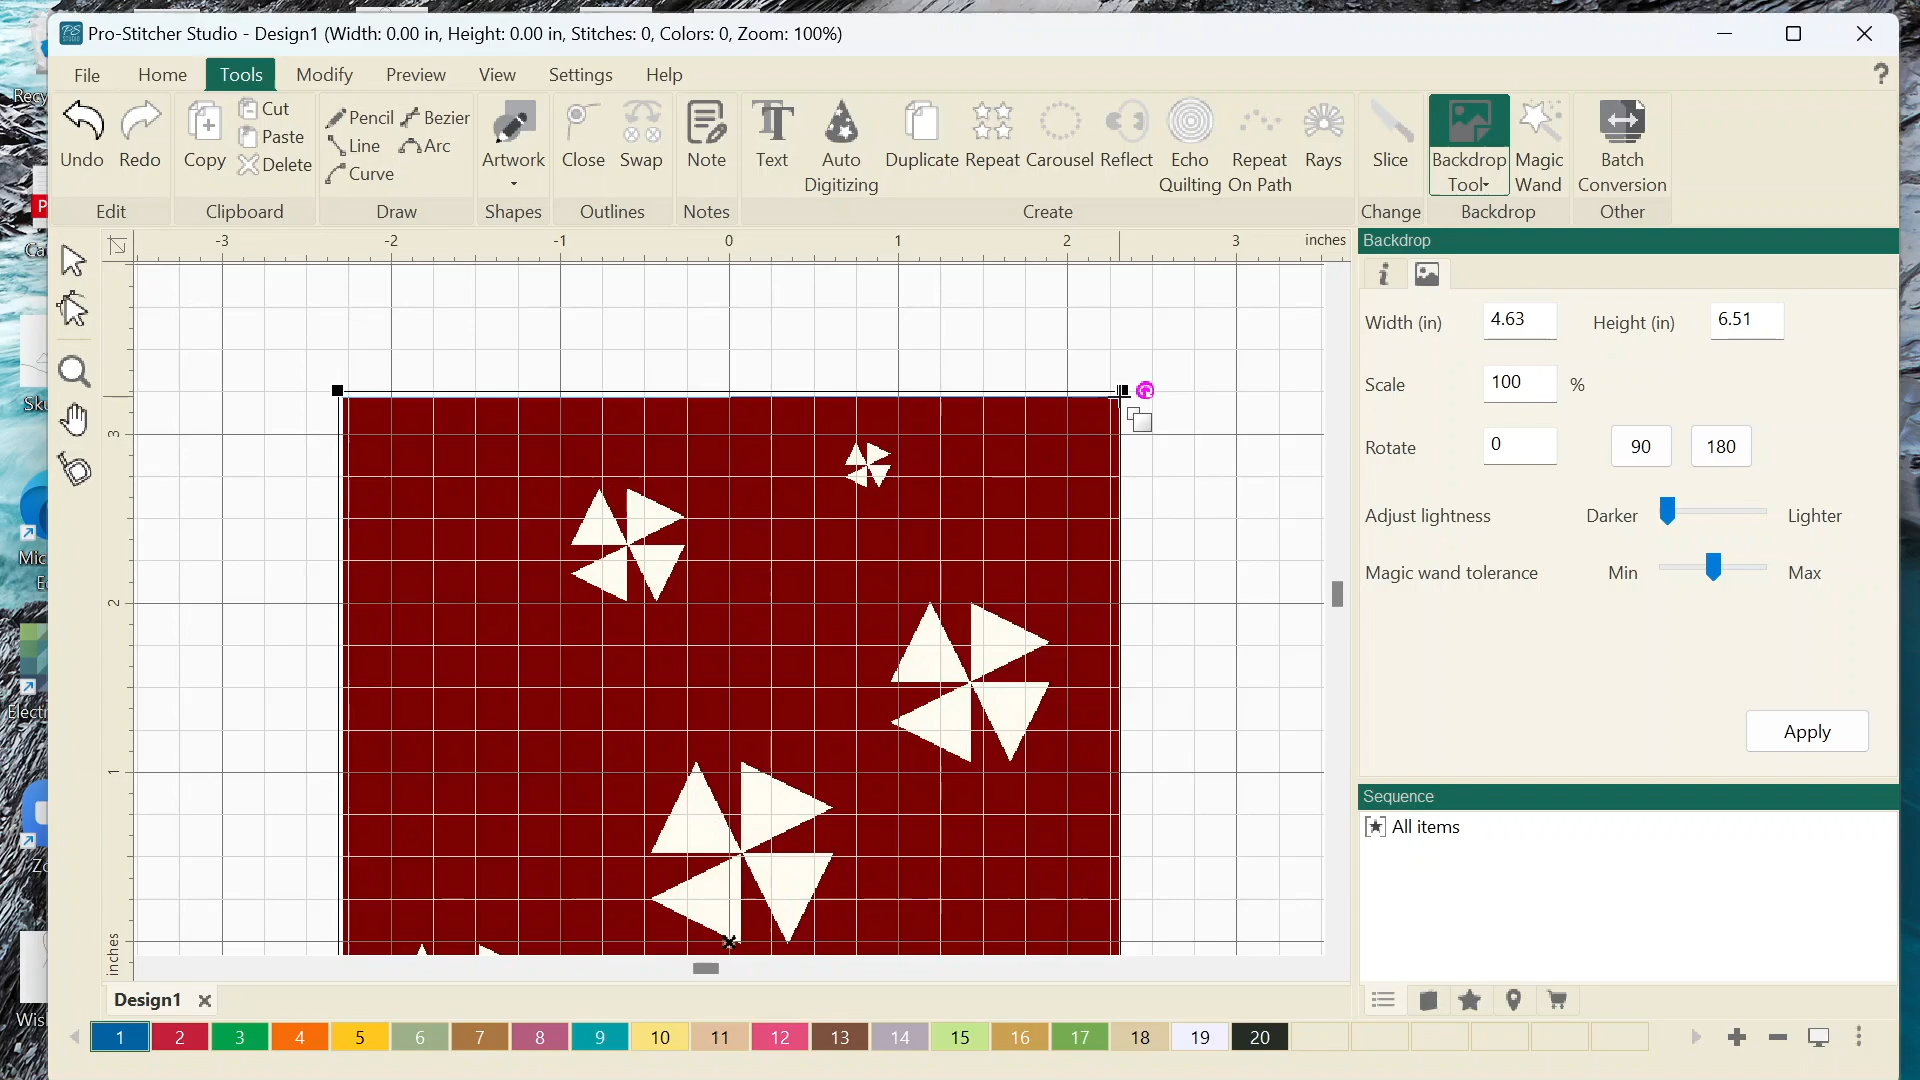 Pro-Stitcher Studio - Design1 (Width: 0.00 in, Height: 0.00 in, Stitches: 0, Colors: 0, Zoom: 100%)
File Home Tools Modify Preview View Settings Help
Undo Redo
Edit
Copy
Cut
Paste
Delete
Clipboard
Pencil Bezier
Line Arc
Curve
Draw
Artwork
Shapes
Close Swap
Outlines
Note
Notes
Text
Auto
Digitizing
Duplicate
Repeat
Carousel
Reflect
Echo
Quilting
Repeat
On Path
Rays
Create
Slice
Change
Backdrop
Tool
Magic
Wand
Backdrop
Batch
Conversion
Other
-3 -2 -1 0 1 2 3 inches
3
2
1
inches
Backdrop
Width (in) 4.63 Height (in) 6.51
Scale 100 %
Rotate 0 90 180
Adjust lightness Darker Lighter
Magic wand tolerance Min Max
Apply
Sequence
All items
Design1
1 2 3 4 5 6 7 8 9 10 11 12 13 14 15 16 17 18 19 20